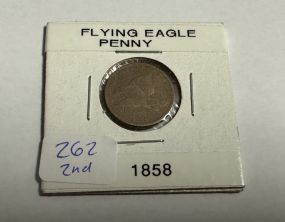 FLYING EAGLE
PENNY
262
2nd
1858